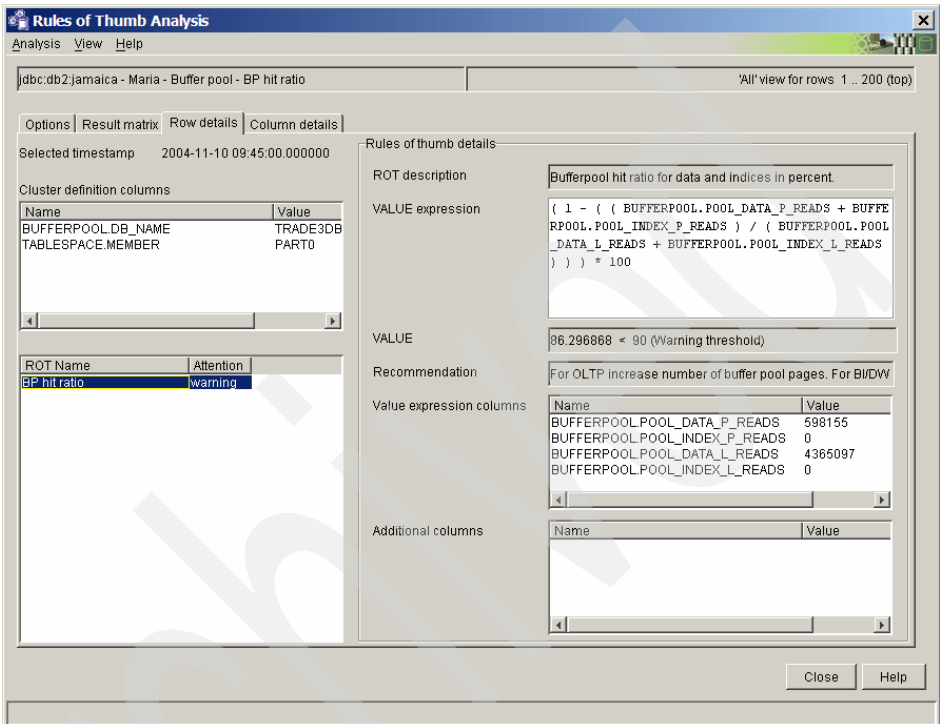 Rules of Thumb Analysis
Analysis View Help
jdbc:db2:jamaica - Maria - Buffer pool - BP hit ratio
'All' view for rows 1 .. 200 (top)
Options Result matrix Row details Column details
Selected timestamp 2004-11-10 09:45:00.000000
Cluster definition columns
Name Value
BUFFERPOOL.DB_NAME TRADE3DB
TABLESPACE.MEMBER PART0
ROT Name Attention
BP hit ratio warning
Rules of thumb details
ROT description Bufferpool hit ratio for data and indices in percent.
VALUE expression
( 1 - ( ( BUFFERPOOL.POOL_DATA_P_READS + BUFFE
RPOOL.POOL_INDEX_P_READS ) / ( BUFFERPOOL.POOL
_DATA_L_READS + BUFFERPOOL.POOL_INDEX_L_READS
) ) ) * 100
VALUE 86.296868 < 90 (Warning threshold)
Recommendation For OLTP increase number of buffer pool pages. For BI/DW
Value expression columns
Name Value
BUFFERPOOL.POOL_DATA_P_READS 598155
BUFFERPOOL.POOL_INDEX_P_READS 0
BUFFERPOOL.POOL_DATA_L_READS 4365097
BUFFERPOOL.POOL_INDEX_L_READS 0
Additional columns
Name Value
Close Help